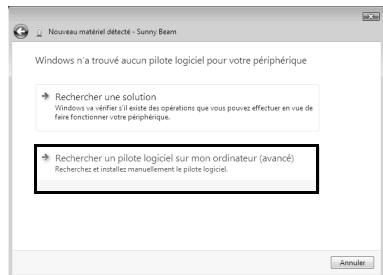 Nouveau matériel détecté - Sunny Beam
Windows n'a trouvé aucun pilote logiciel pour votre périphérique
Rechercher une solution
Windows va vérifier s'il existe des opérations que vous pouvez effectuer en vue de
faire fonctionner votre périphérique.
Rechercher un pilote logiciel sur mon ordinateur (avancé)
Recherchez et installez manuellement le pilote logiciel.
Annuler